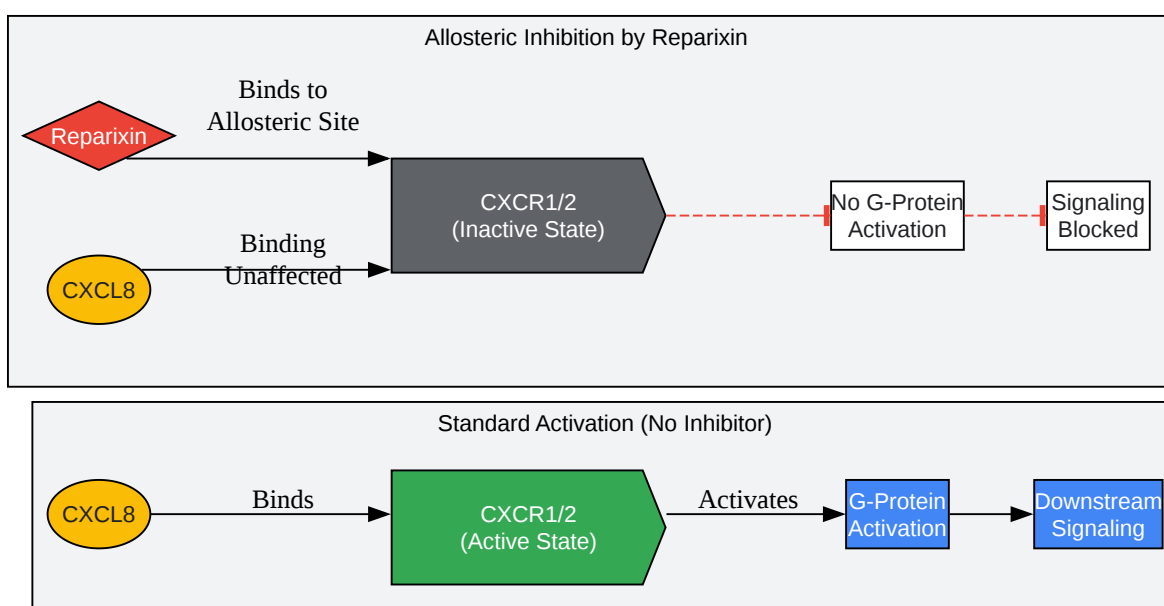 Allosteric Inhibition by Reparixin
Reparixin
Binds to
Allosteric Site
CXCL8
Binding
Unaffected
CXCR1/2
(Inactive State)
No G-Protein
Activation
Signaling
Blocked
Standard Activation (No Inhibitor)
CXCL8
Binds
CXCR1/2
(Active State)
Activates
G-Protein
Activation
Downstream
Signaling